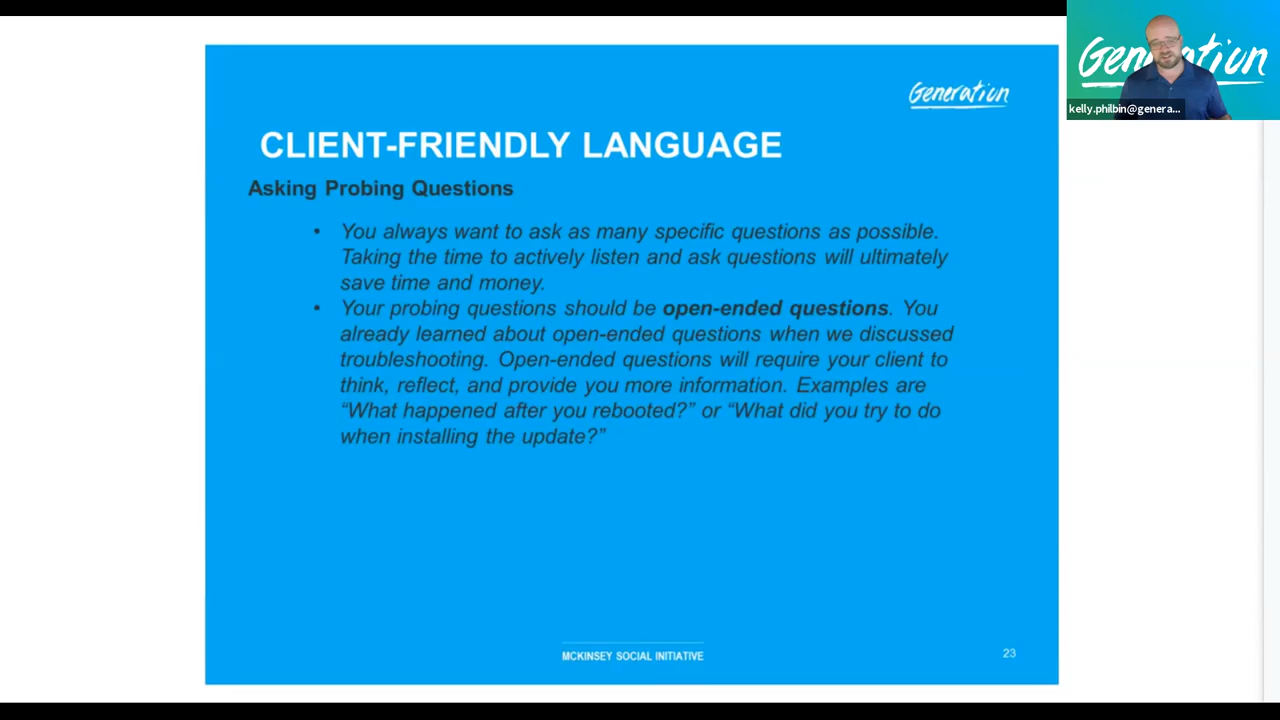 Generation
Generation
kelly.philbin@genera...
CLIENT-FRIENDLY LANGUAGE
Asking Probing Questions
• You always want to ask as many specific questions as possible.
Taking the time to actively listen and ask questions will ultimately
save time and money.
• Your probing questions should be open-ended questions. You
already learned about open-ended questions when we discussed
troubleshooting. Open-ended questions will require your client to
think, reflect, and provide you more information. Examples are
“What happened after you rebooted?” or “What did you try to do
when installing the update?”
MCKINSEY SOCIAL INITIATIVE
23